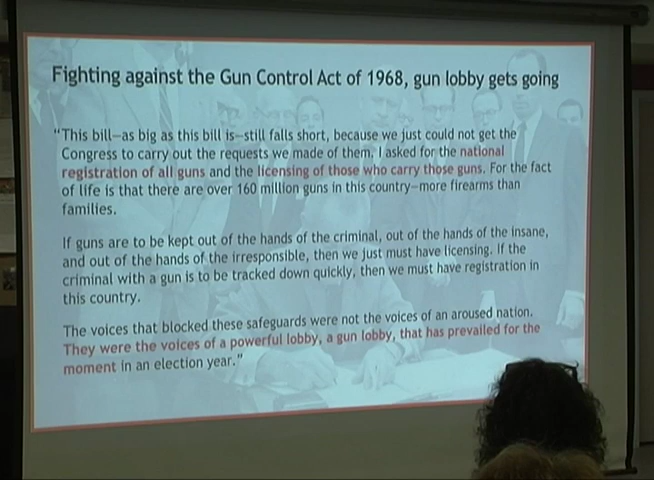 Fighting against the Gun Control Act of 1968, gun lobby gets going
"This bill—as big as this bill is—still falls short, because we just could not get the
Congress to carry out the requests we made of them. I asked for the national
registration of all guns and the licensing of those who carry those guns. For the fact
of life is that there are over 160 million guns in this country—more firearms than
families.
If guns are to be kept out of the hands of the criminal, out of the hands of the insane,
and out of the hands of the irresponsible, then we just must have licensing. If the
criminal with a gun is to be tracked down quickly, then we must have registration in
this country.
The voices that blocked these safeguards were not the voices of an aroused nation.
They were the voices of a powerful lobby, a gun lobby, that has prevailed for the
moment in an election year."